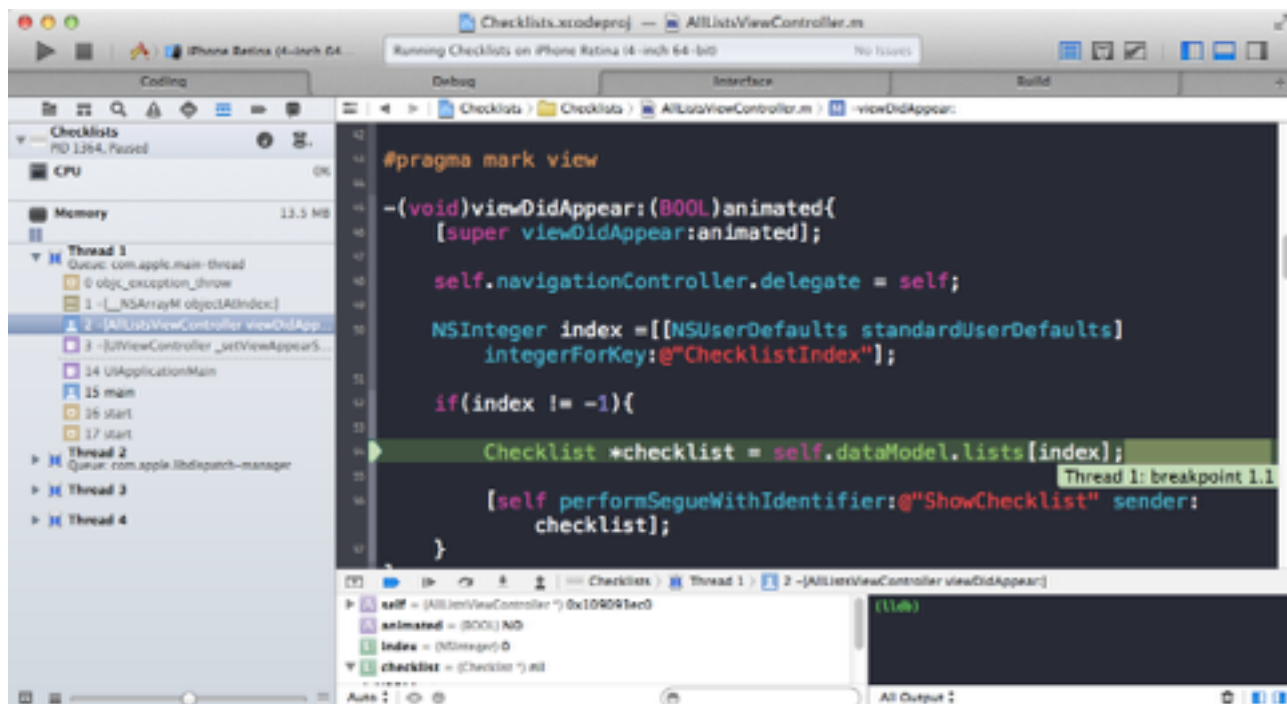 Checklists.xcodeproj — AllListsViewController.m
iPhone Retina (4-inch 64...
Running Checklists on iPhone Retina (4-inch 64-bit)
No Issues
Coding
Debug
Interface
Build
Checklists
Checklists
AllListsViewController.m
-viewDidAppear:
Checklists
PID 1364, Paused
CPU
0%
Memory
13.5 MB
Thread 1
Queue: com.apple.main-thread
0 objc_exception_throw
1 -[__NSArrayM objectAtIndex:]
2 -[AllListsViewController viewDidApp...
3 -[UIViewController _setViewAppearS...
14 UIApplicationMain
15 main
16 start
17 start
Thread 2
Queue: com.apple.libdispatch-manager
Thread 3
Thread 4
#pragma mark view
-(void)viewDidAppear:(BOOL)animated{
[super viewDidAppear:animated];
self.navigationController.delegate = self;
NSInteger index =[[NSUserDefaults standardUserDefaults]
integerForKey:@"ChecklistIndex"];
if(index != -1){
Checklist *checklist = self.dataModel.lists[index];
Thread 1: breakpoint 1.1
[self performSegueWithIdentifier:@"ShowChecklist" sender:
checklist];
}
Checklists
Thread 1
2 -[AllListsViewController viewDidAppear:]
self = (AllListsViewController *) 0x109091ec0
animated = (BOOL) NO
index = (NSInteger) 0
checklist = (Checklist *) nil
(lldb)
Auto
All Output